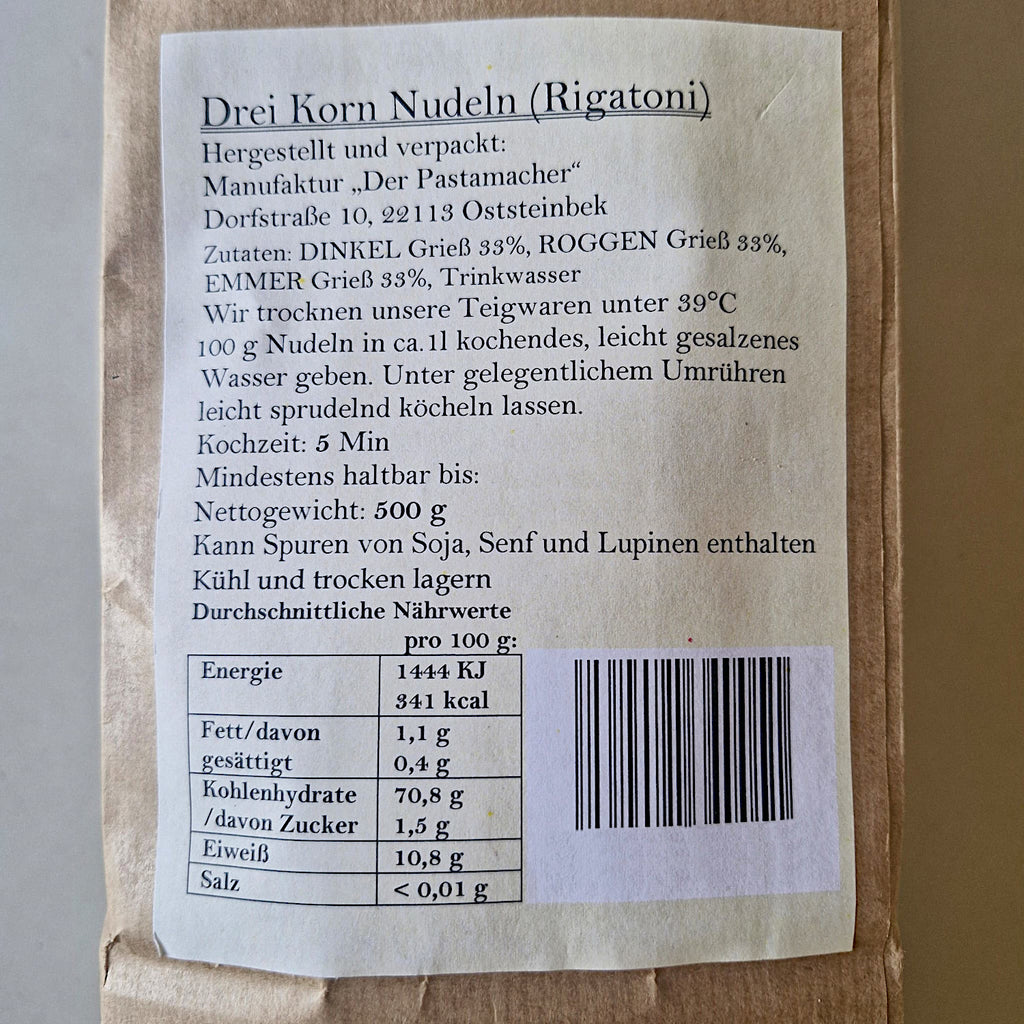 Drei Korn Nudeln (Rigatoni)
Hergestellt und verpackt:
Manufaktur „Der Pastamacher“
Dorfstraße 10, 22113 Oststeinbek
Zutaten: DINKEL Grieß 33%, ROGGEN Grieß 33%,
EMMER Grieß 33%, Trinkwasser
Wir trocknen unsere Teigwaren unter 39°C
100 g Nudeln in ca.1l kochendes, leicht gesalzenes
Wasser geben. Unter gelegentlichem Umrühren
leicht sprudelnd köcheln lassen.
Kochzeit: 5 Min
Mindestens haltbar bis:
Nettogewicht: 500 g
Kann Spuren von Soja, Senf und Lupinen enthalten
Kühl und trocken lagern
Durchschnittliche Nährwerte
pro 100 g:
Energie 1444 KJ
341 kcal
Fett/davon 1,1 g
gesättigt 0,4 g
Kohlenhydrate 70,8 g
/davon Zucker 1,5 g
Eiweiß 10,8 g
Salz < 0,01 g